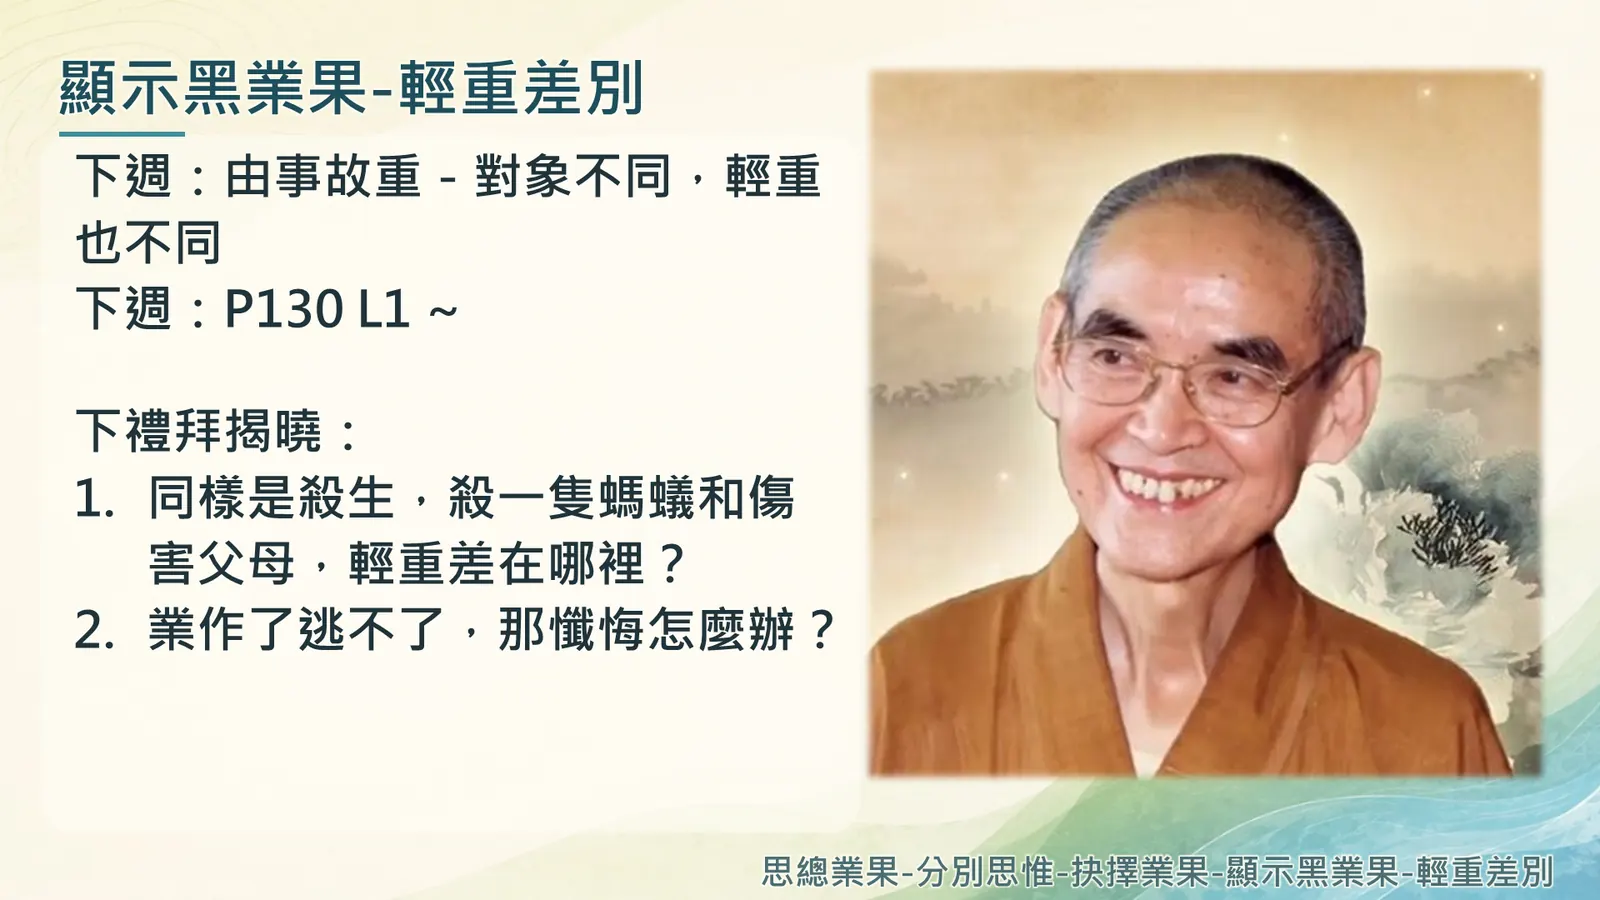 顯示黑業果-輕重差別
下週：由事故重 - 對象不同，輕重
也不同
下週：P130 L1 ~
下禮拜揭曉：
1. 同樣是殺生，殺一隻螞蟻和傷
害父母，輕重差在哪裡？
2. 業作了逃不了，那懺悔怎麼辦？
思總業果-分別思惟-抉擇業果-顯示黑業果-輕重差別